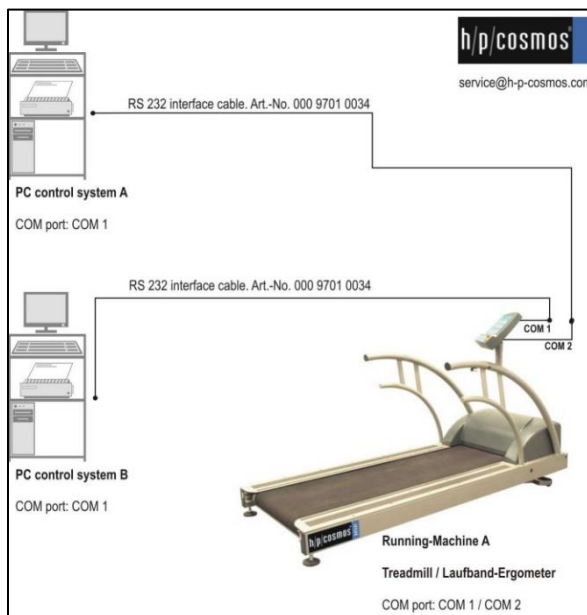 h/p/cosmos®
service@h-p-cosmos.com
RS 232 interface cable. Art.-No. 000 9701 0034
PC control system A
COM port: COM 1
RS 232 interface cable. Art.-No. 000 9701 0034
COM 1
COM 2
PC control system B
COM port: COM 1
h/p/cosmos
Running-Machine A
Treadmill / Laufband-Ergometer
COM port: COM 1 / COM 2